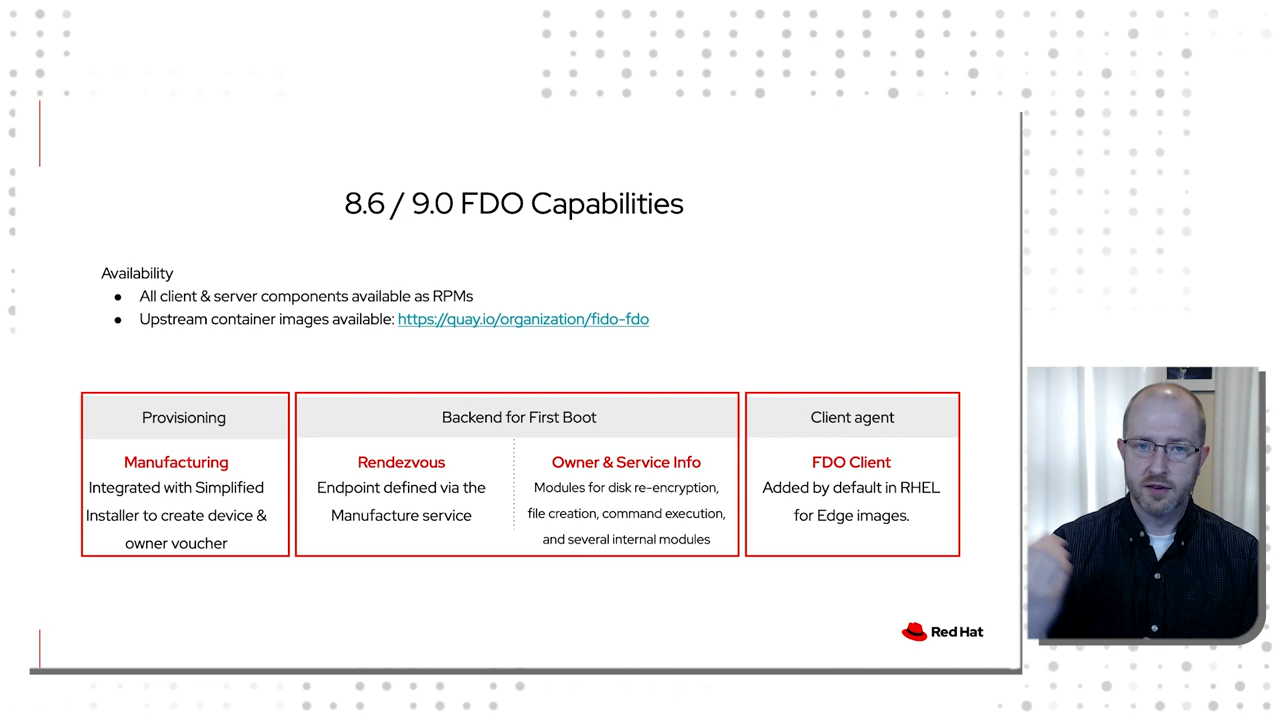 8.6 / 9.0 FDO Capabilities
Availability
● All client & server components available as RPMs
● Upstream container images available: https://quay.io/organization/fido-fdo
Provisioning
Manufacturing
Integrated with Simplified
Installer to create device &
owner voucher
Backend for First Boot
Rendezvous
Endpoint defined via the
Manufacture service
Owner & Service Info
Modules for disk re-encryption,
file creation, command execution,
and several internal modules
Client agent
FDO Client
Added by default in RHEL
for Edge images.
Red Hat